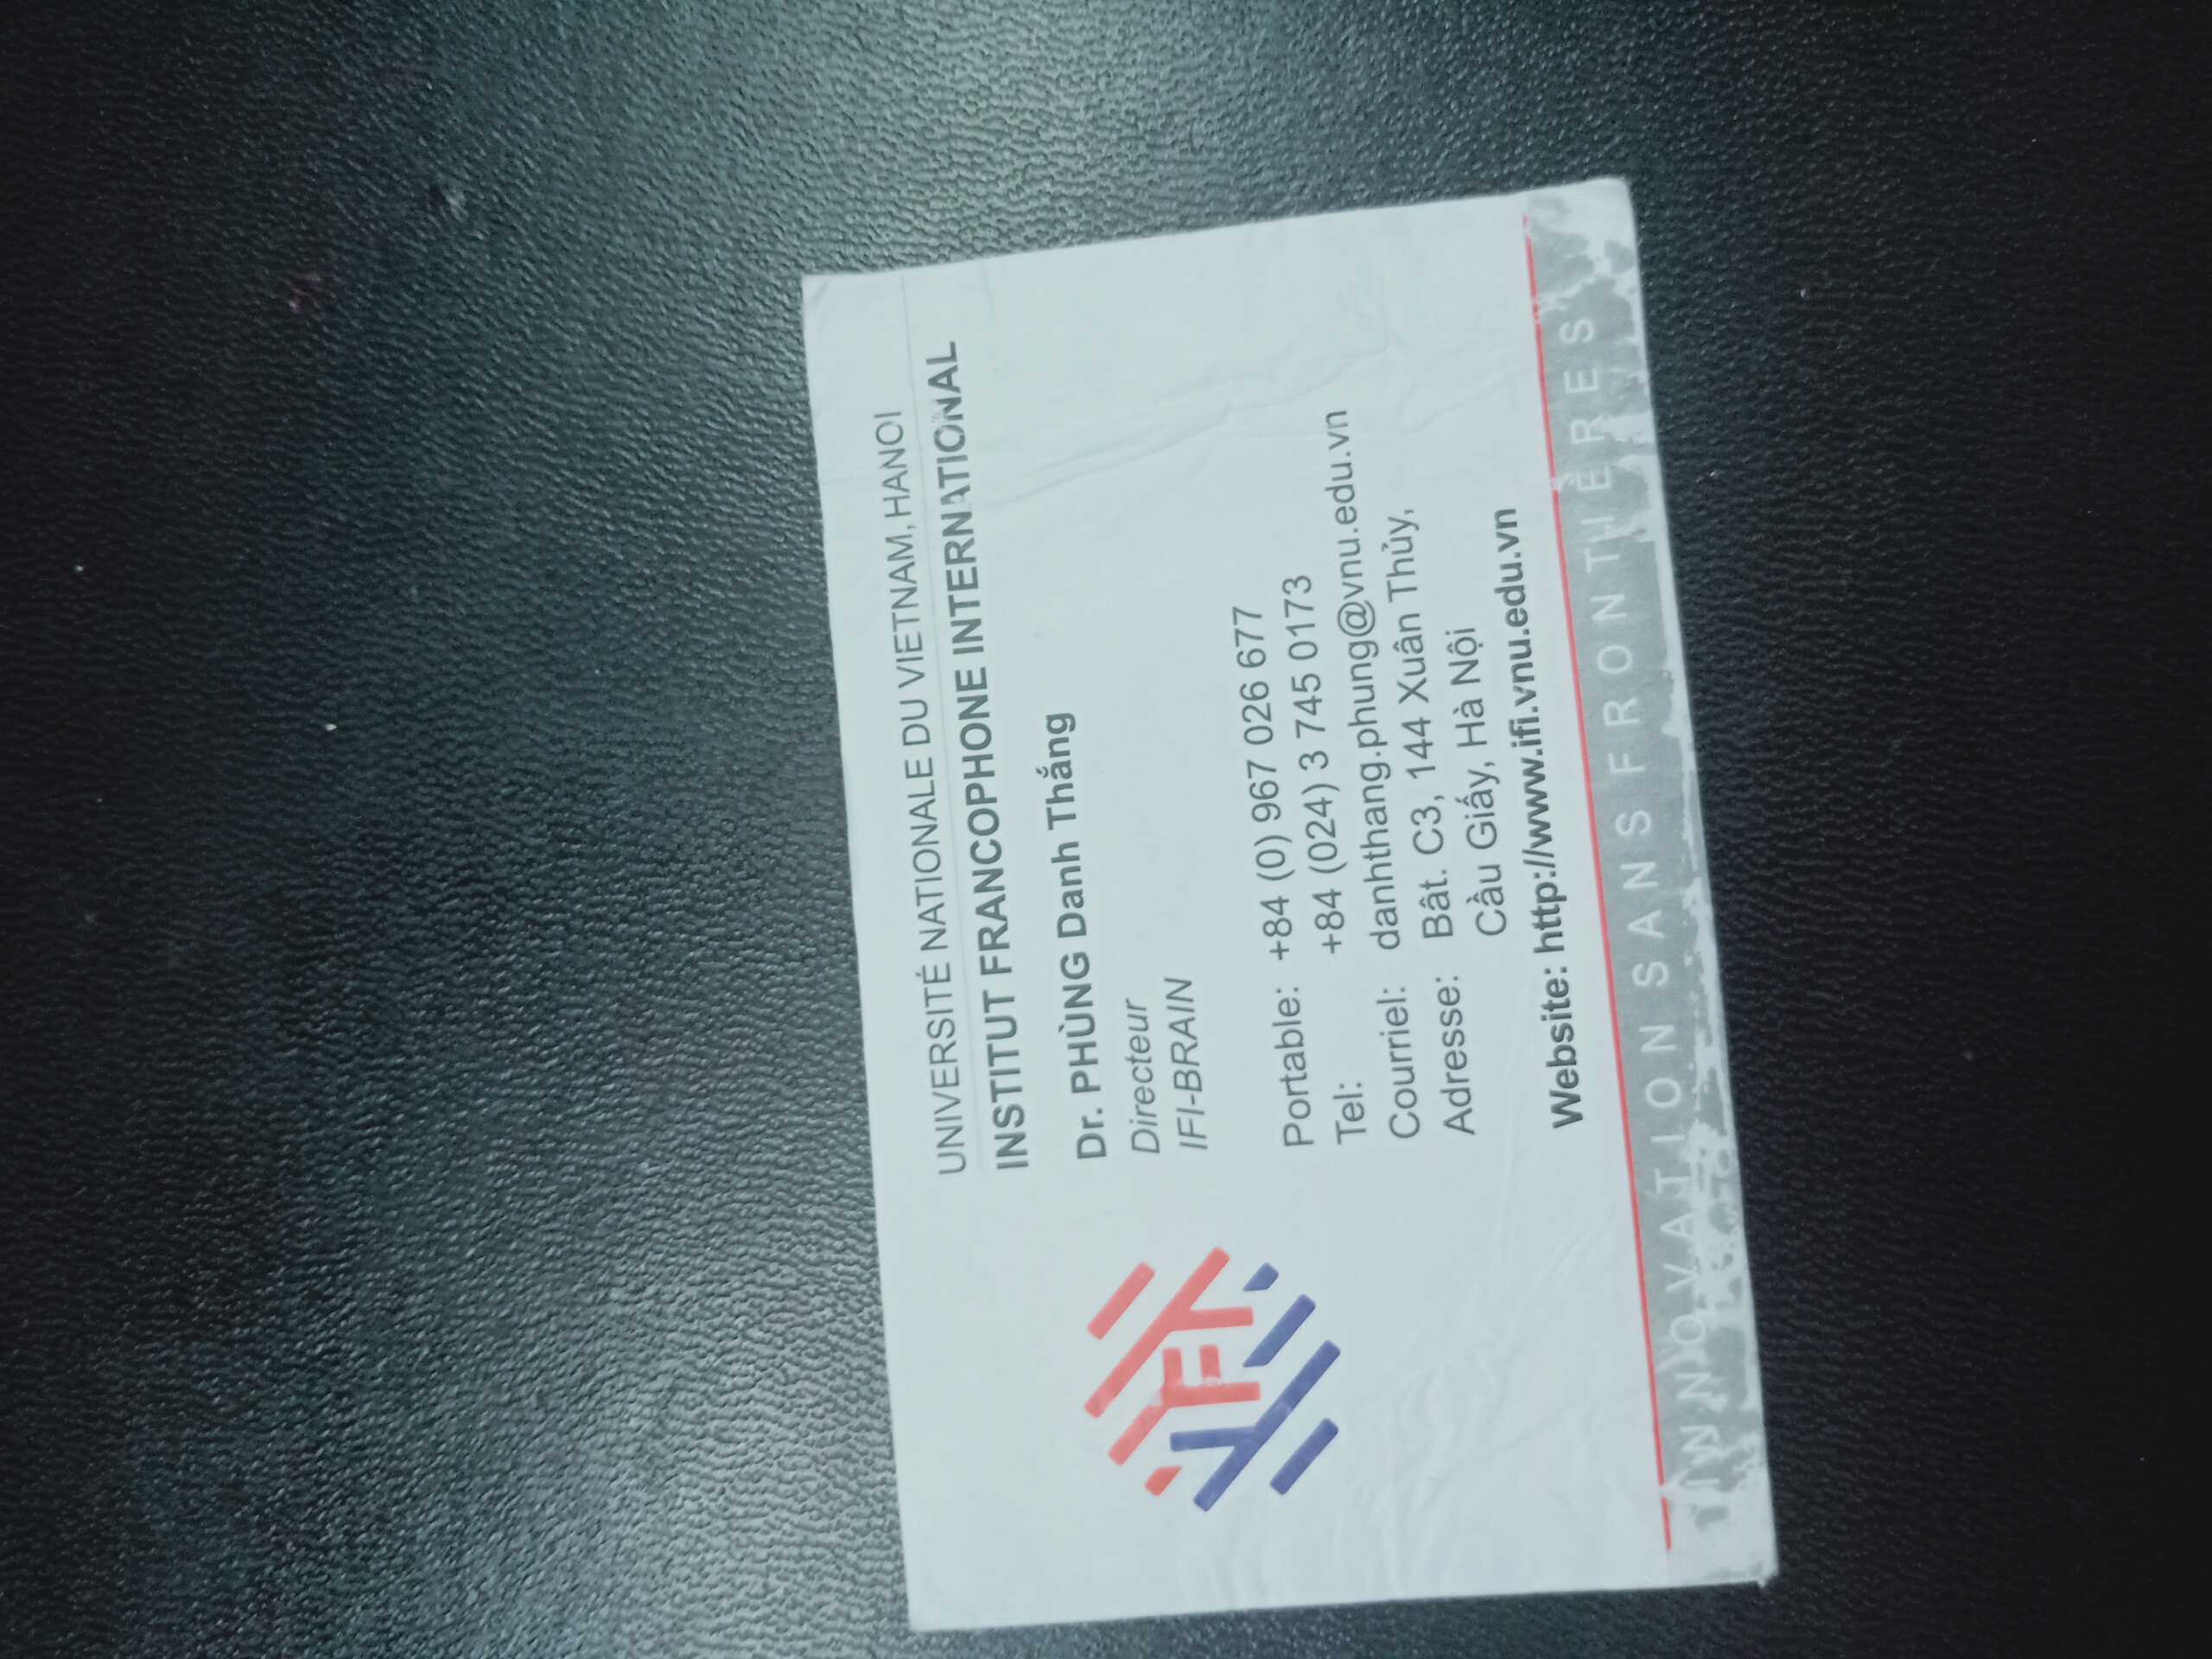 UNIVERSITÉ NATIONALE DU VIETNAM, HANOI
INSTITUT FRANCOPHONE INTERNATIONAL
Dr. PHÙNG Danh Thắng
Directeur
IFI-BRAIN
IFI
Portable: +84 (0) 967 026 677
Tel: +84 (024) 3 745 0173
Courriel: danhthang.phung@vnu.edu.vn
Adresse: Bât. C3, 144 Xuân Thủy,
Cầu Giấy, Hà Nội
Website: http://www.ifi.vnu.edu.vn
INNOVATION SANS FRONTIERES